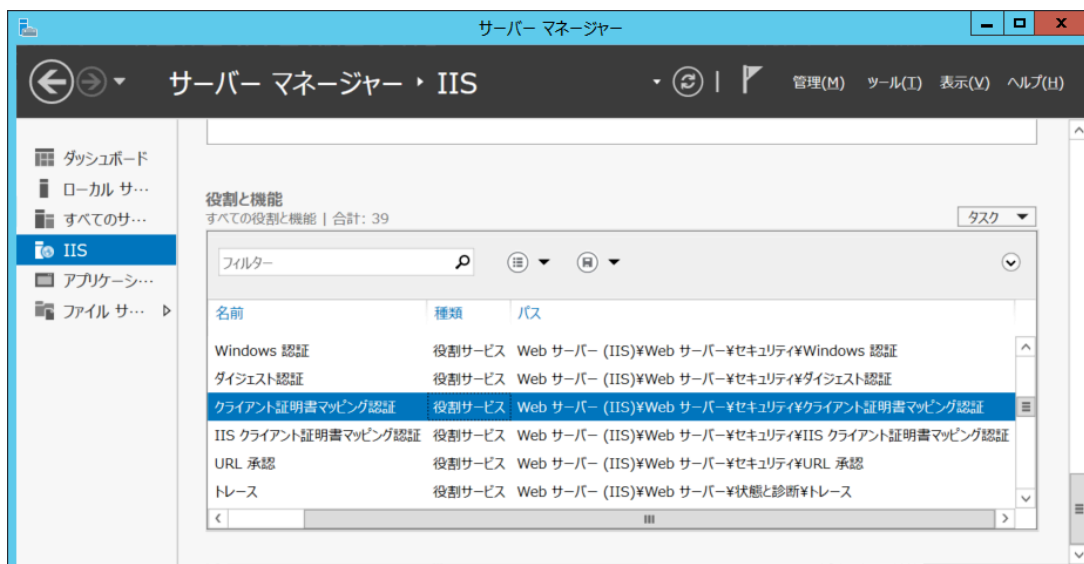 サーバー マネージャー
サーバー マネージャー ‣ IIS
管理(M) ツール(T) 表示(V) ヘルプ(H)
ダッシュボード
ローカル サ…
すべてのサ…
IIS
アプリケーシ…
ファイル サ…
役割と機能
すべての役割と機能 | 合計: 39
タスク
フィルター
名前 種類 パス
Windows 認証 役割サービス Web サーバー (IIS)¥Web サーバー¥セキュリティ¥Windows 認証
ダイジェスト認証 役割サービス Web サーバー (IIS)¥Web サーバー¥セキュリティ¥ダイジェスト認証
クライアント証明書マッピング認証 役割サービス Web サーバー (IIS)¥Web サーバー¥セキュリティ¥クライアント証明書マッピング認証
IIS クライアント証明書マッピング認証 役割サービス Web サーバー (IIS)¥Web サーバー¥セキュリティ¥IIS クライアント証明書マッピング認証
URL 承認 役割サービス Web サーバー (IIS)¥Web サーバー¥セキュリティ¥URL 承認
トレース 役割サービス Web サーバー (IIS)¥Web サーバー¥状態と診断¥トレース